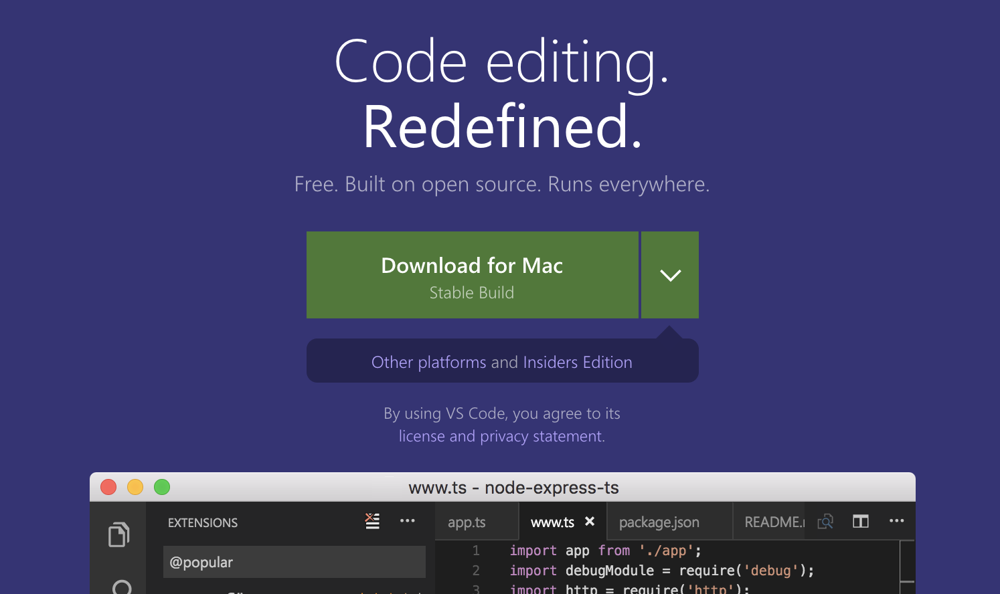 Code editing.
Redefined.
Free. Built on open source. Runs everywhere.
Download for Mac
Stable Build
Other platforms and Insiders Edition
By using VS Code, you agree to its
license and privacy statement.
www.ts - node-express-ts
EXTENSIONS
app.ts
www.ts
package.json
README.
@popular
1 import app from './app';
2 import debugModule = require('debug');
3 import http = require('http');